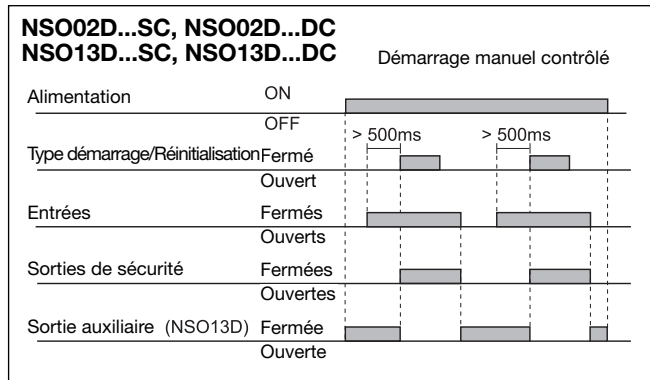 NSO02D...SC, NSO02D...DC
NSO13D...SC, NSO13D...DC
Démarrage manuel contrôlé
Alimentation ON
OFF
> 500ms > 500ms
Type démarrage/Réinitialisation Fermé
Ouvert
Entrées Fermés
Ouverts
Sorties de sécurité Fermées
Ouvertes
Sortie auxiliaire (NSO13D) Fermée
Ouverte